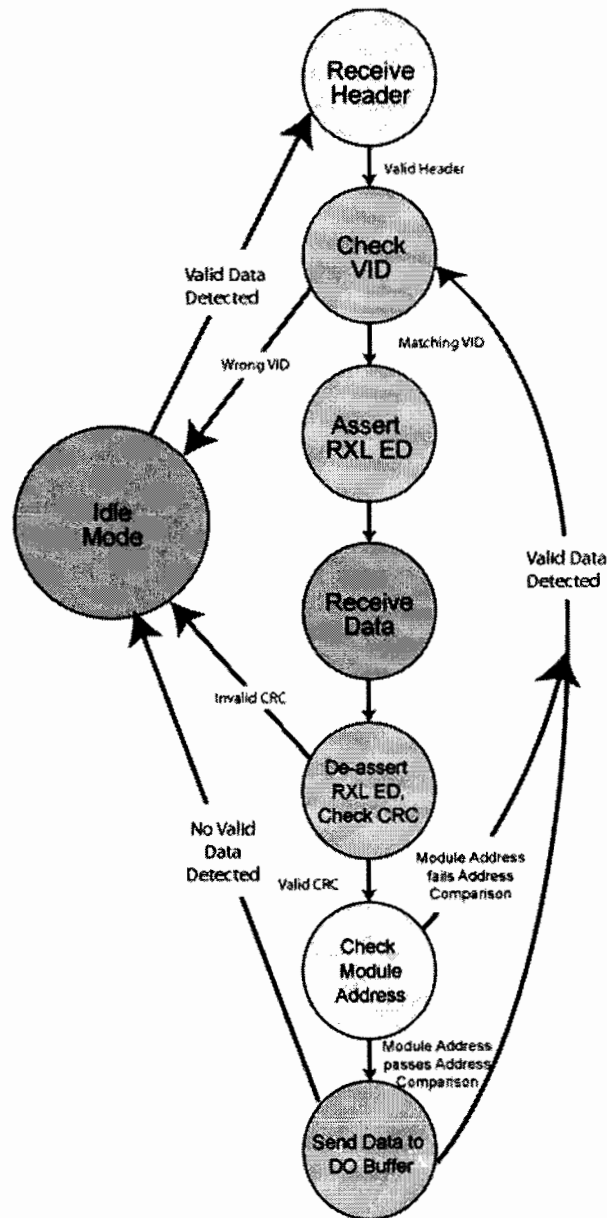 Receive
Header
Valid Header
Check
VID
Valid Data
Detected
Wrong VID
Matching VID
Assert
RXL ED
Idle
Mode
Receive
Data
Valid Data
Detected
Invalid CRC
De-assert
RXL ED,
Check CRC
No Valid
Data
Detected
Valid CRC
Module Address
fails Address
Comparison
Check
Module
Address
Module Address
passes Address
Comparison
Send Data to
DO Buffer